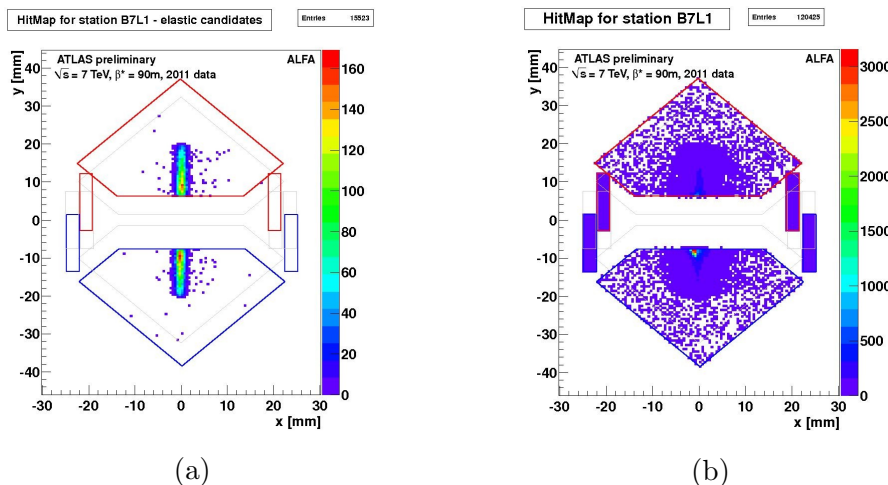 HitMap for station B7L1 - elastic candidates
Entries 15523
y [mm]
ATLAS preliminary
ALFA
√s = 7 TeV, β* = 90m, 2011 data
40
30
20
10
0
-10
-20
-30
-40
-30 -20 -10 0 10 20 30
x [mm]
160
140
120
100
80
60
40
20
0
(a)
HitMap for station B7L1
Entries 120425
y [mm]
ATLAS preliminary
ALFA
√s = 7 TeV, β* = 90m, 2011 data
40
30
20
10
0
-10
-20
-30
-40
-30 -20 -10 0 10 20 30
x [mm]
3000
2500
2000
1500
1000
500
0
(b)